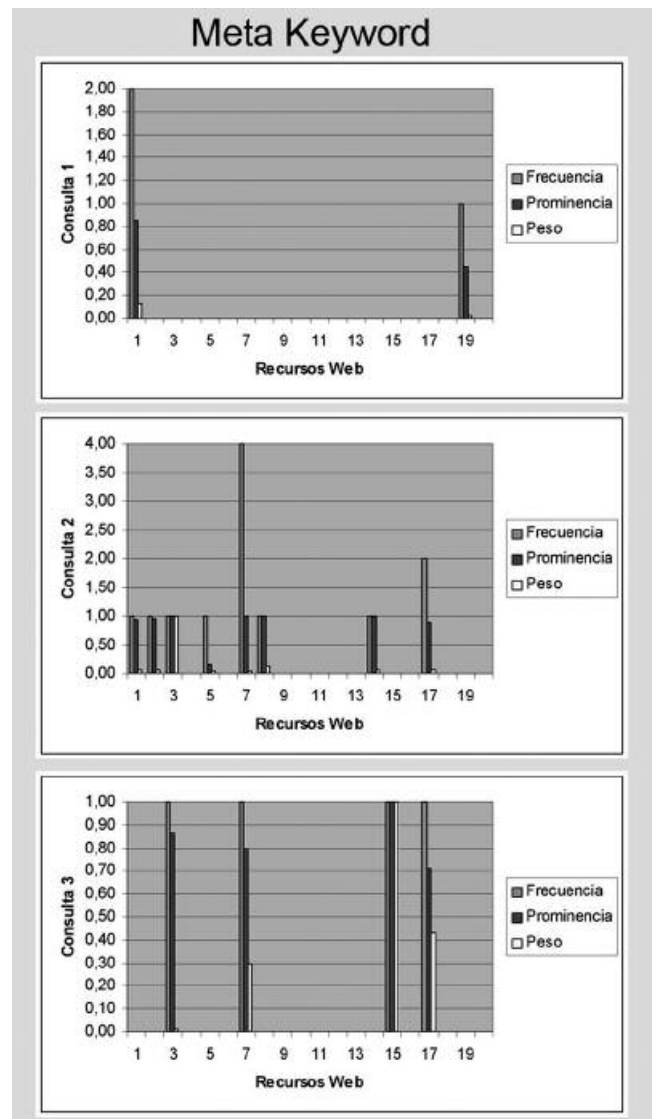 Meta Keyword
2,00
1,80
1,60
1,40
1,20
1,00
0,80
0,60
0,40
0,20
0,00
Consulta 1
1 3 5 7 9 11 13 15 17 19
Recursos Web
Frecuencia
Prominencia
Peso
4,00
3,50
3,00
2,50
2,00
1,50
1,00
0,50
0,00
Consulta 2
1 3 5 7 9 11 13 15 17 19
Recursos Web
Frecuencia
Prominencia
Peso
1,00
0,90
0,80
0,70
0,60
0,50
0,40
0,30
0,20
0,10
0,00
Consulta 3
1 3 5 7 9 11 13 15 17 19
Recursos Web
Frecuencia
Prominencia
Peso